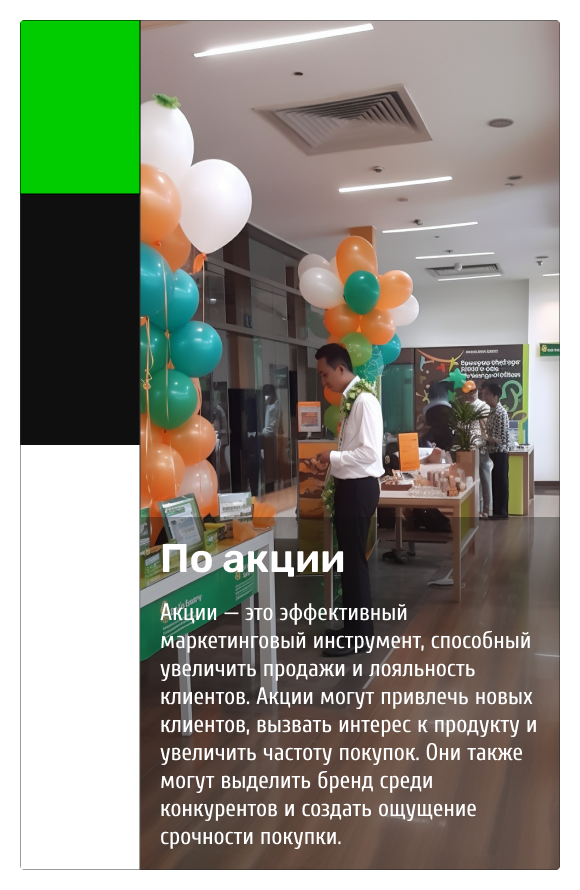 По акции
Акции — это эффективный
маркетинговый инструмент, способный
увеличить продажи и лояльность
клиентов. Акции могут привлечь новых
клиентов, вызвать интерес к продукту и
увеличить частоту покупок. Они также
могут выделить бренд среди
конкурентов и создать ощущение
срочности покупки.